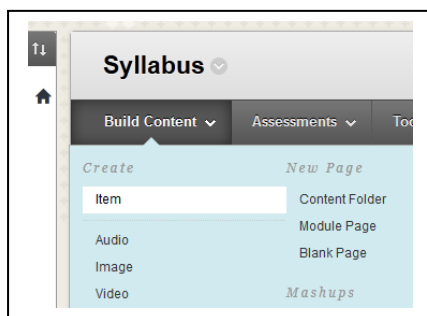 Syllabus
Build Content Assessments
Create New Page
Item Content Folder
Module Page
Audio Blank Page
Image
Video Mashups